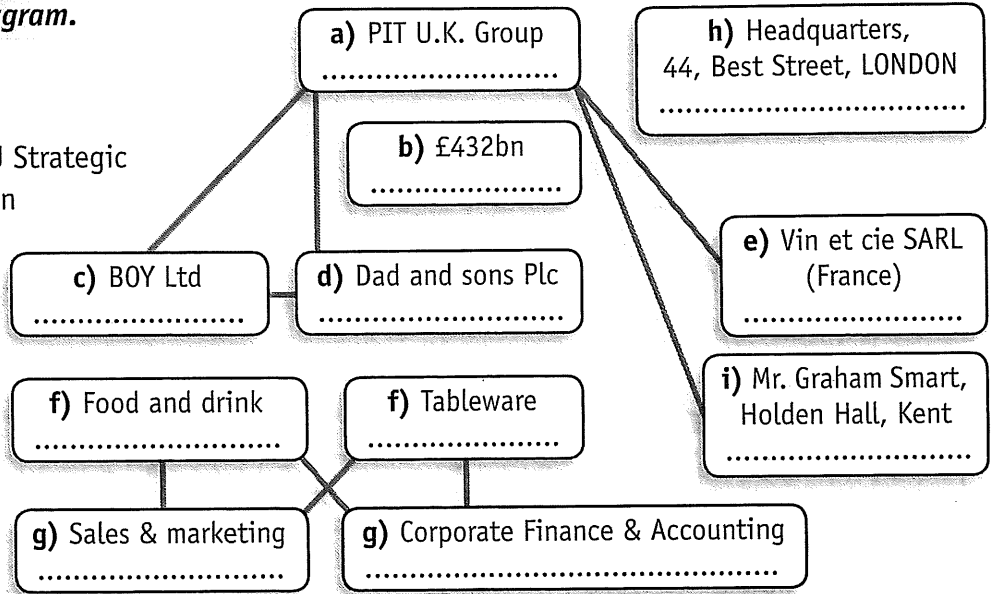 gram.
a) PIT U.K. Group
..............................
h) Headquarters,
44, Best Street, LONDON
.......................................
b) £432bn
.........................
Strategic
n
c) BOY Ltd
...........................
d) Dad and sons Plc
...............................
e) Vin et cie SARL
(France)
............................
f) Food and drink
...............................
f) Tableware
........................
i) Mr. Graham Smart,
Holden Hall, Kent
...............................
g) Sales & marketing
...............................
g) Corporate Finance & Accounting
....................................................